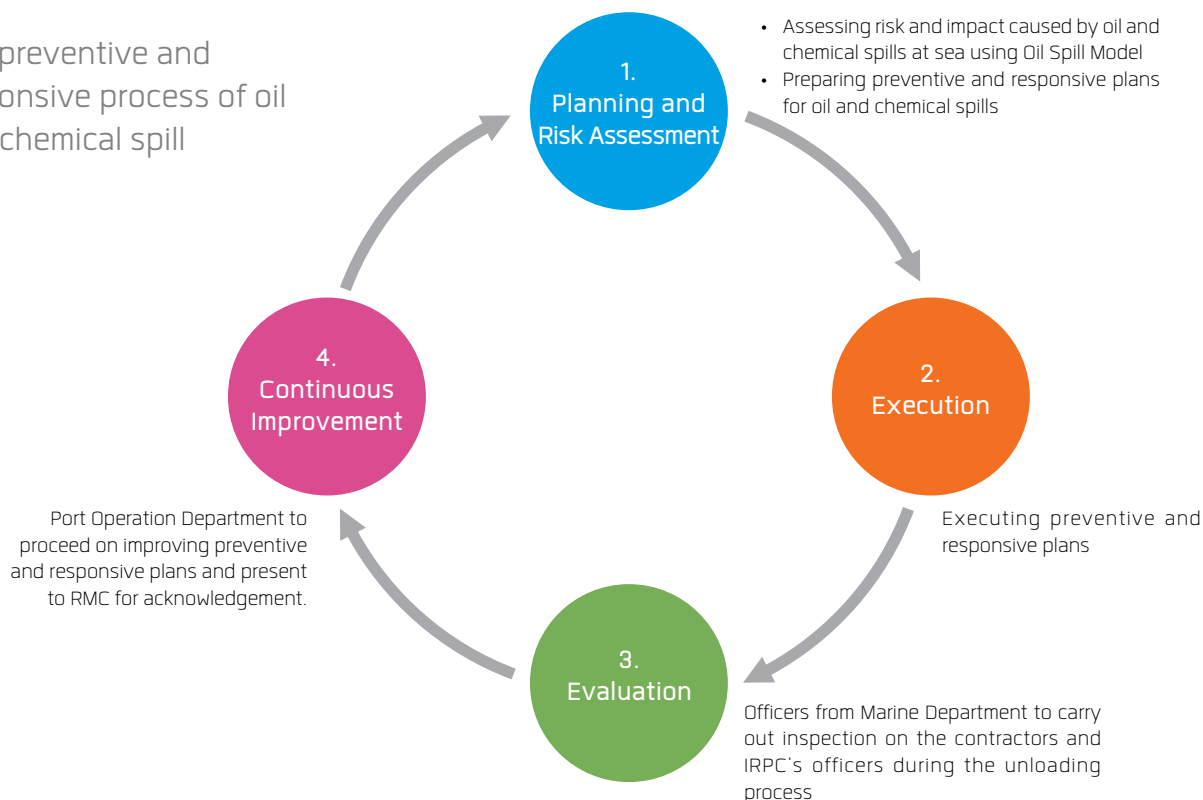 preventive and
onsive process of oil
chemical spill
1.
Planning and
Risk Assessment
• Assessing risk and impact caused by oil and
chemical spills at sea using Oil Spill Model
• Preparing preventive and responsive plans
for oil and chemical spills
2.
Execution
Executing preventive and
responsive plans
3.
Evaluation
Officers from Marine Department to carry
out inspection on the contractors and
IRPC's officers during the unloading
process
4.
Continuous
Improvement
Port Operation Department to
proceed on improving preventive
and responsive plans and present
to RMC for acknowledgement.